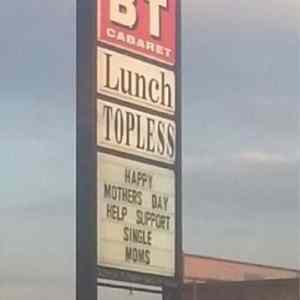 BT
CABARET
Lunch
TOPLESS
HAPPY
MOTHERS DAY
HELP SUPPORT
SINGLE
MOMS